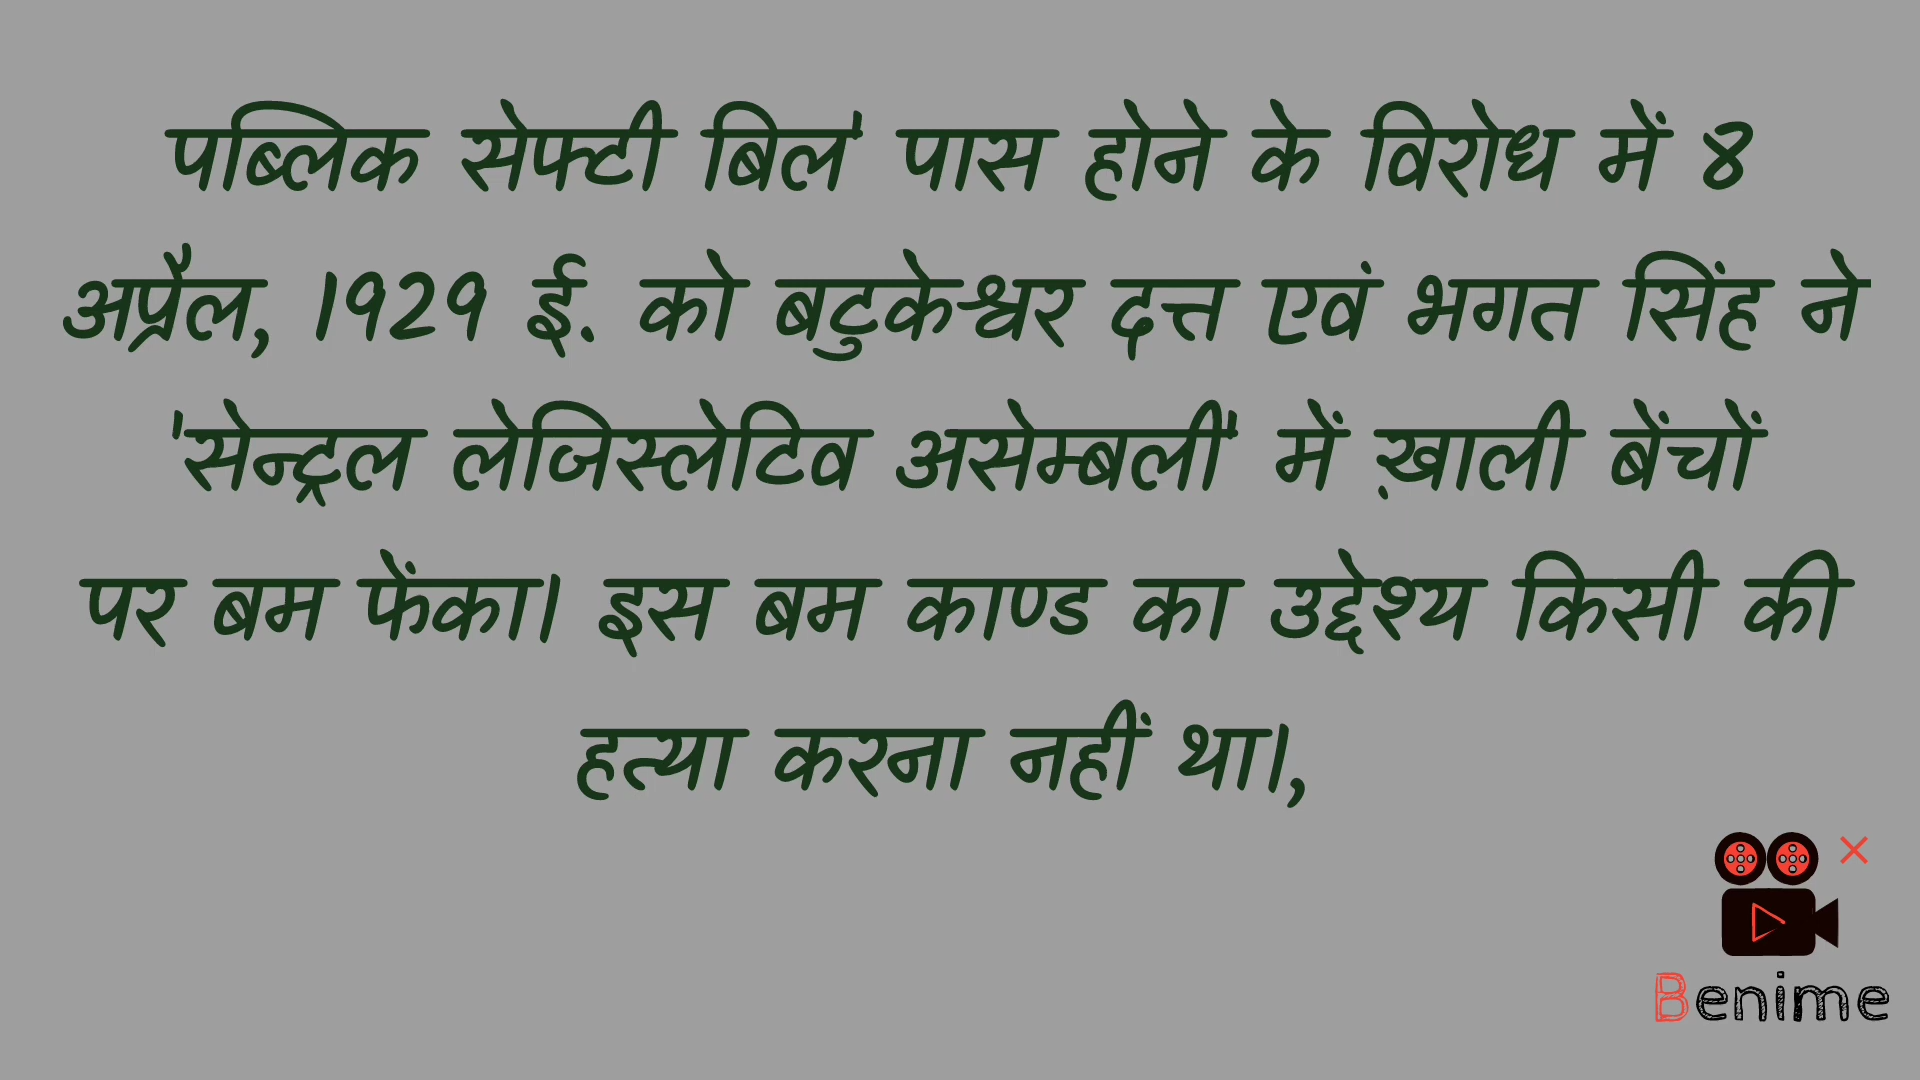 पब्लिक सेफ्टी बिल' पास होने के विरोध में 8
अप्रैल, 1929 ई. को बटुकेश्वर दत्त एवं भगत सिंह ने
'सेन्ट्रल लेजिस्लेटिव असेम्बली' में ख़ाली बेंचों
पर बम फेंका। इस बम काण्ड का उद्देश्य किसी की
हत्या करना नहीं था।,
Benime